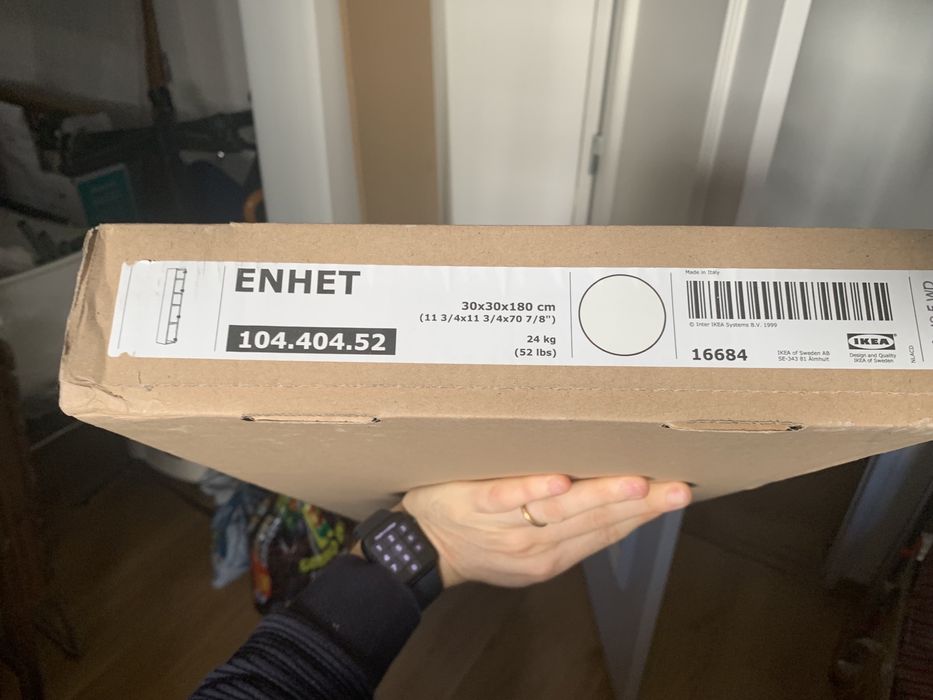 ENHET
30x30x180 cm
(11 3/4x11 3/4x70 7/8")
104.404.52
24 kg
(52 lbs)
Made in Italy
© Inter IKEA Systems B.V. 1999
16684
IKEA of Sweden AB
SE-343 81 Älmhult
IKEA
Design and Quality
IKEA of Sweden
NLACD